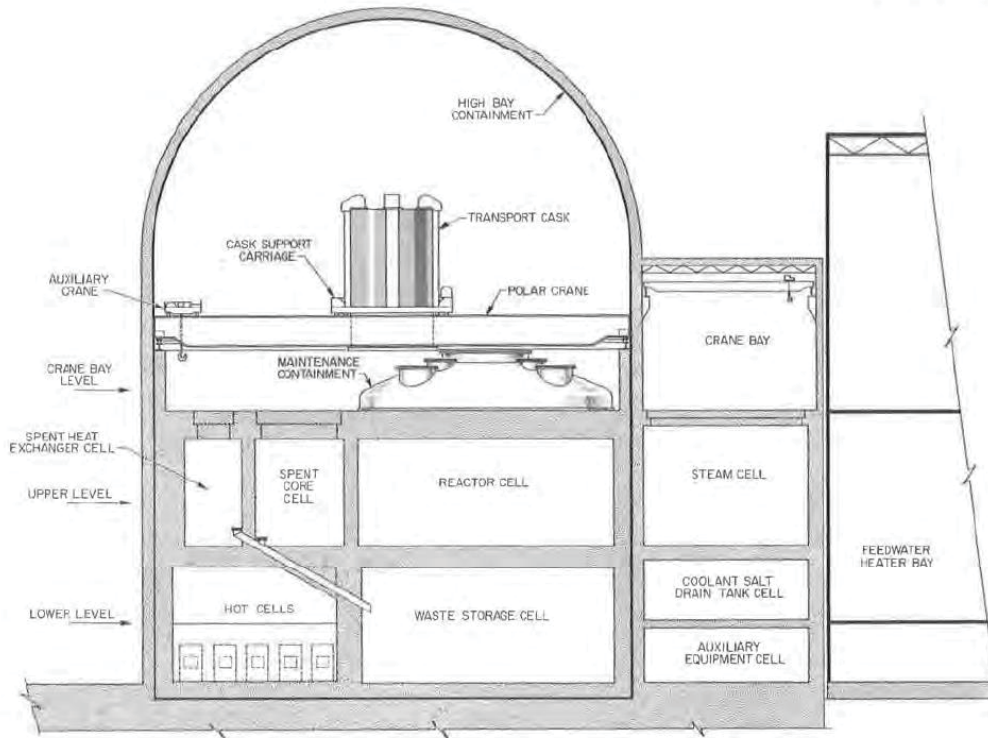 HIGH BAY
CONTAINMENT
TRANSPORT CASK
CASK SUPPORT
CARRIAGE
AUXILIARY
CRANE
POLAR CRANE
CRANE BAY
MAINTENANCE
CONTAINMENT
CRANE BAY
LEVEL
SPENT HEAT
EXCHANGER CELL
SPENT
CORE
CELL
REACTOR CELL
STEAM CELL
UPPER LEVEL
FEEDWATER
HEATER BAY
COOLANT SALT
DRAIN TANK CELL
LOWER LEVEL
HOT CELLS
WASTE STORAGE CELL
AUXILIARY
EQUIPMENT CELL